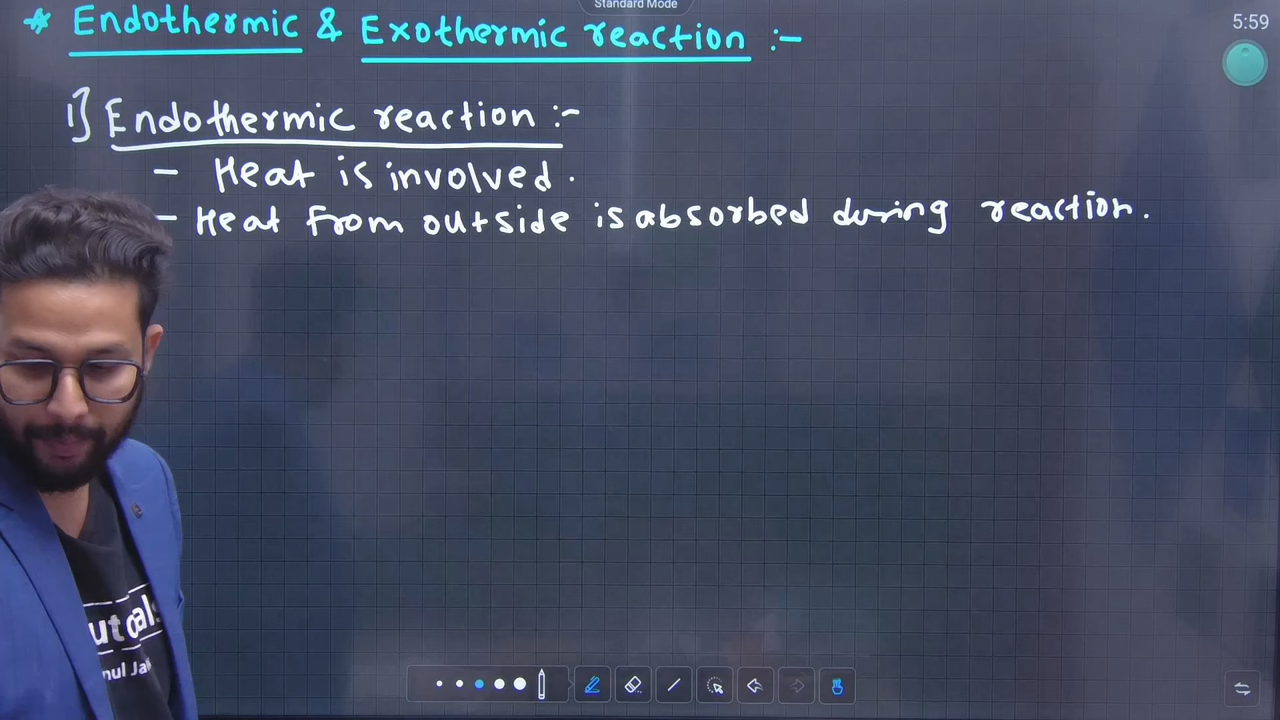 Standard Mode
5:59
* Endothermic & Exothermic reaction :-
1] Endothermic reaction :-
- Heat is involved.
- Heat from outside is absorbed during reaction.